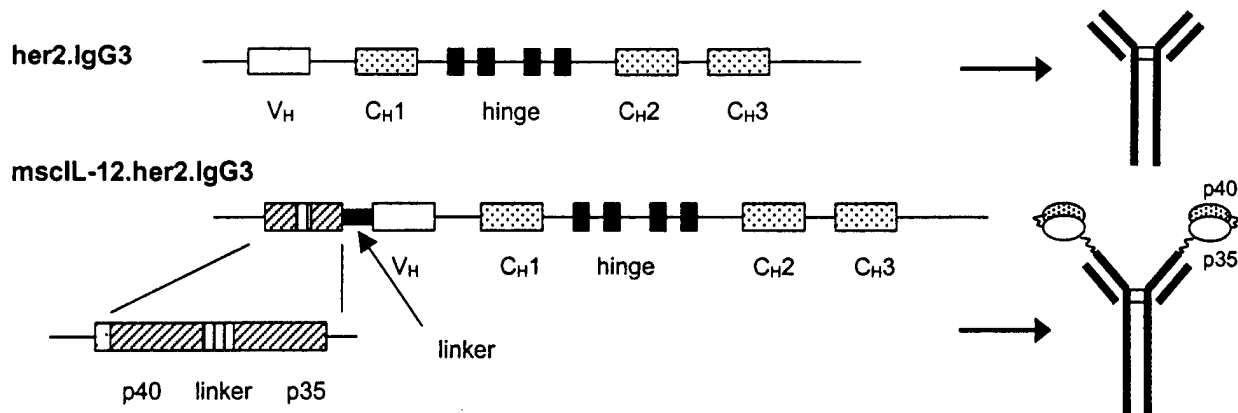 her2.IgG3
VH CH1 hinge CH2 CH3
mscIL-12.her2.IgG3
p40
VH CH1 hinge CH2 CH3 p35
linker
p40 linker p35